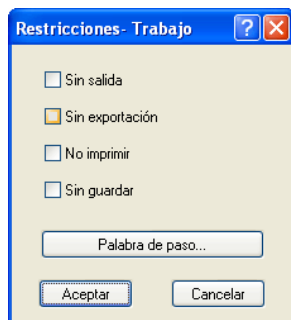 Restricciones- Trabajo
Sin salida
Sin exportación
No imprimir
Sin guardar
Palabra de paso...
Aceptar Cancelar